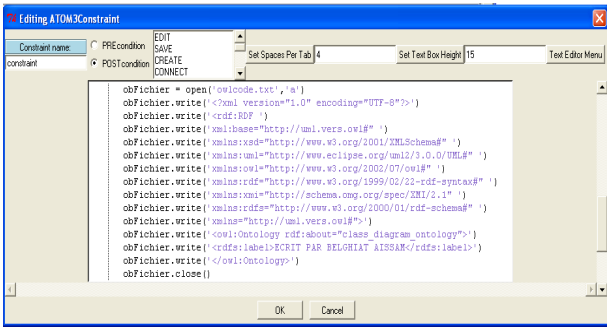 Editing ATOM3Constraint
Constraint name:
constraint
PREcondition
POSTcondition
EDIT
SAVE
CREATE
CONNECT
Set Spaces Per Tab 4
Set Text Box Height 15
Text Editor Menu
obFichier = open('owlcode.txt','a')
obFichier.write('<?xml version="1.0" encoding="UTF-8"?>')
obFichier.write('<rdf:RDF ')
obFichier.write('xml:base="http://uml.vers.owl#" ')
obFichier.write('xmlns:xsd="http://www.w3.org/2001/XMLSchema#" ')
obFichier.write('xmlns:uml="http://www.eclipse.org/uml2/3.0.0/UML#" ')
obFichier.write('xmlns:owl="http://www.w3.org/2002/07/owl#" ')
obFichier.write('xmlns:rdf="http://www.w3.org/1999/02/22-rdf-syntax#" ')
obFichier.write('xmlns:xmi="http://schema.omg.org/spec/XMI/2.1" ')
obFichier.write('xmlns:rdfs="http://www.w3.org/2000/01/rdf-schema#" ')
obFichier.write('xmlns="http://uml.vers.owl#">')
obFichier.write('<owl:Ontology rdf:about="class_diagram_ontology">')
obFichier.write('<rdfs:label>ECRIT PAR BELGHIAT AISSAM</rdfs:label>')
obFichier.write('</owl:Ontology>')
obFichier.close()
OK
Cancel